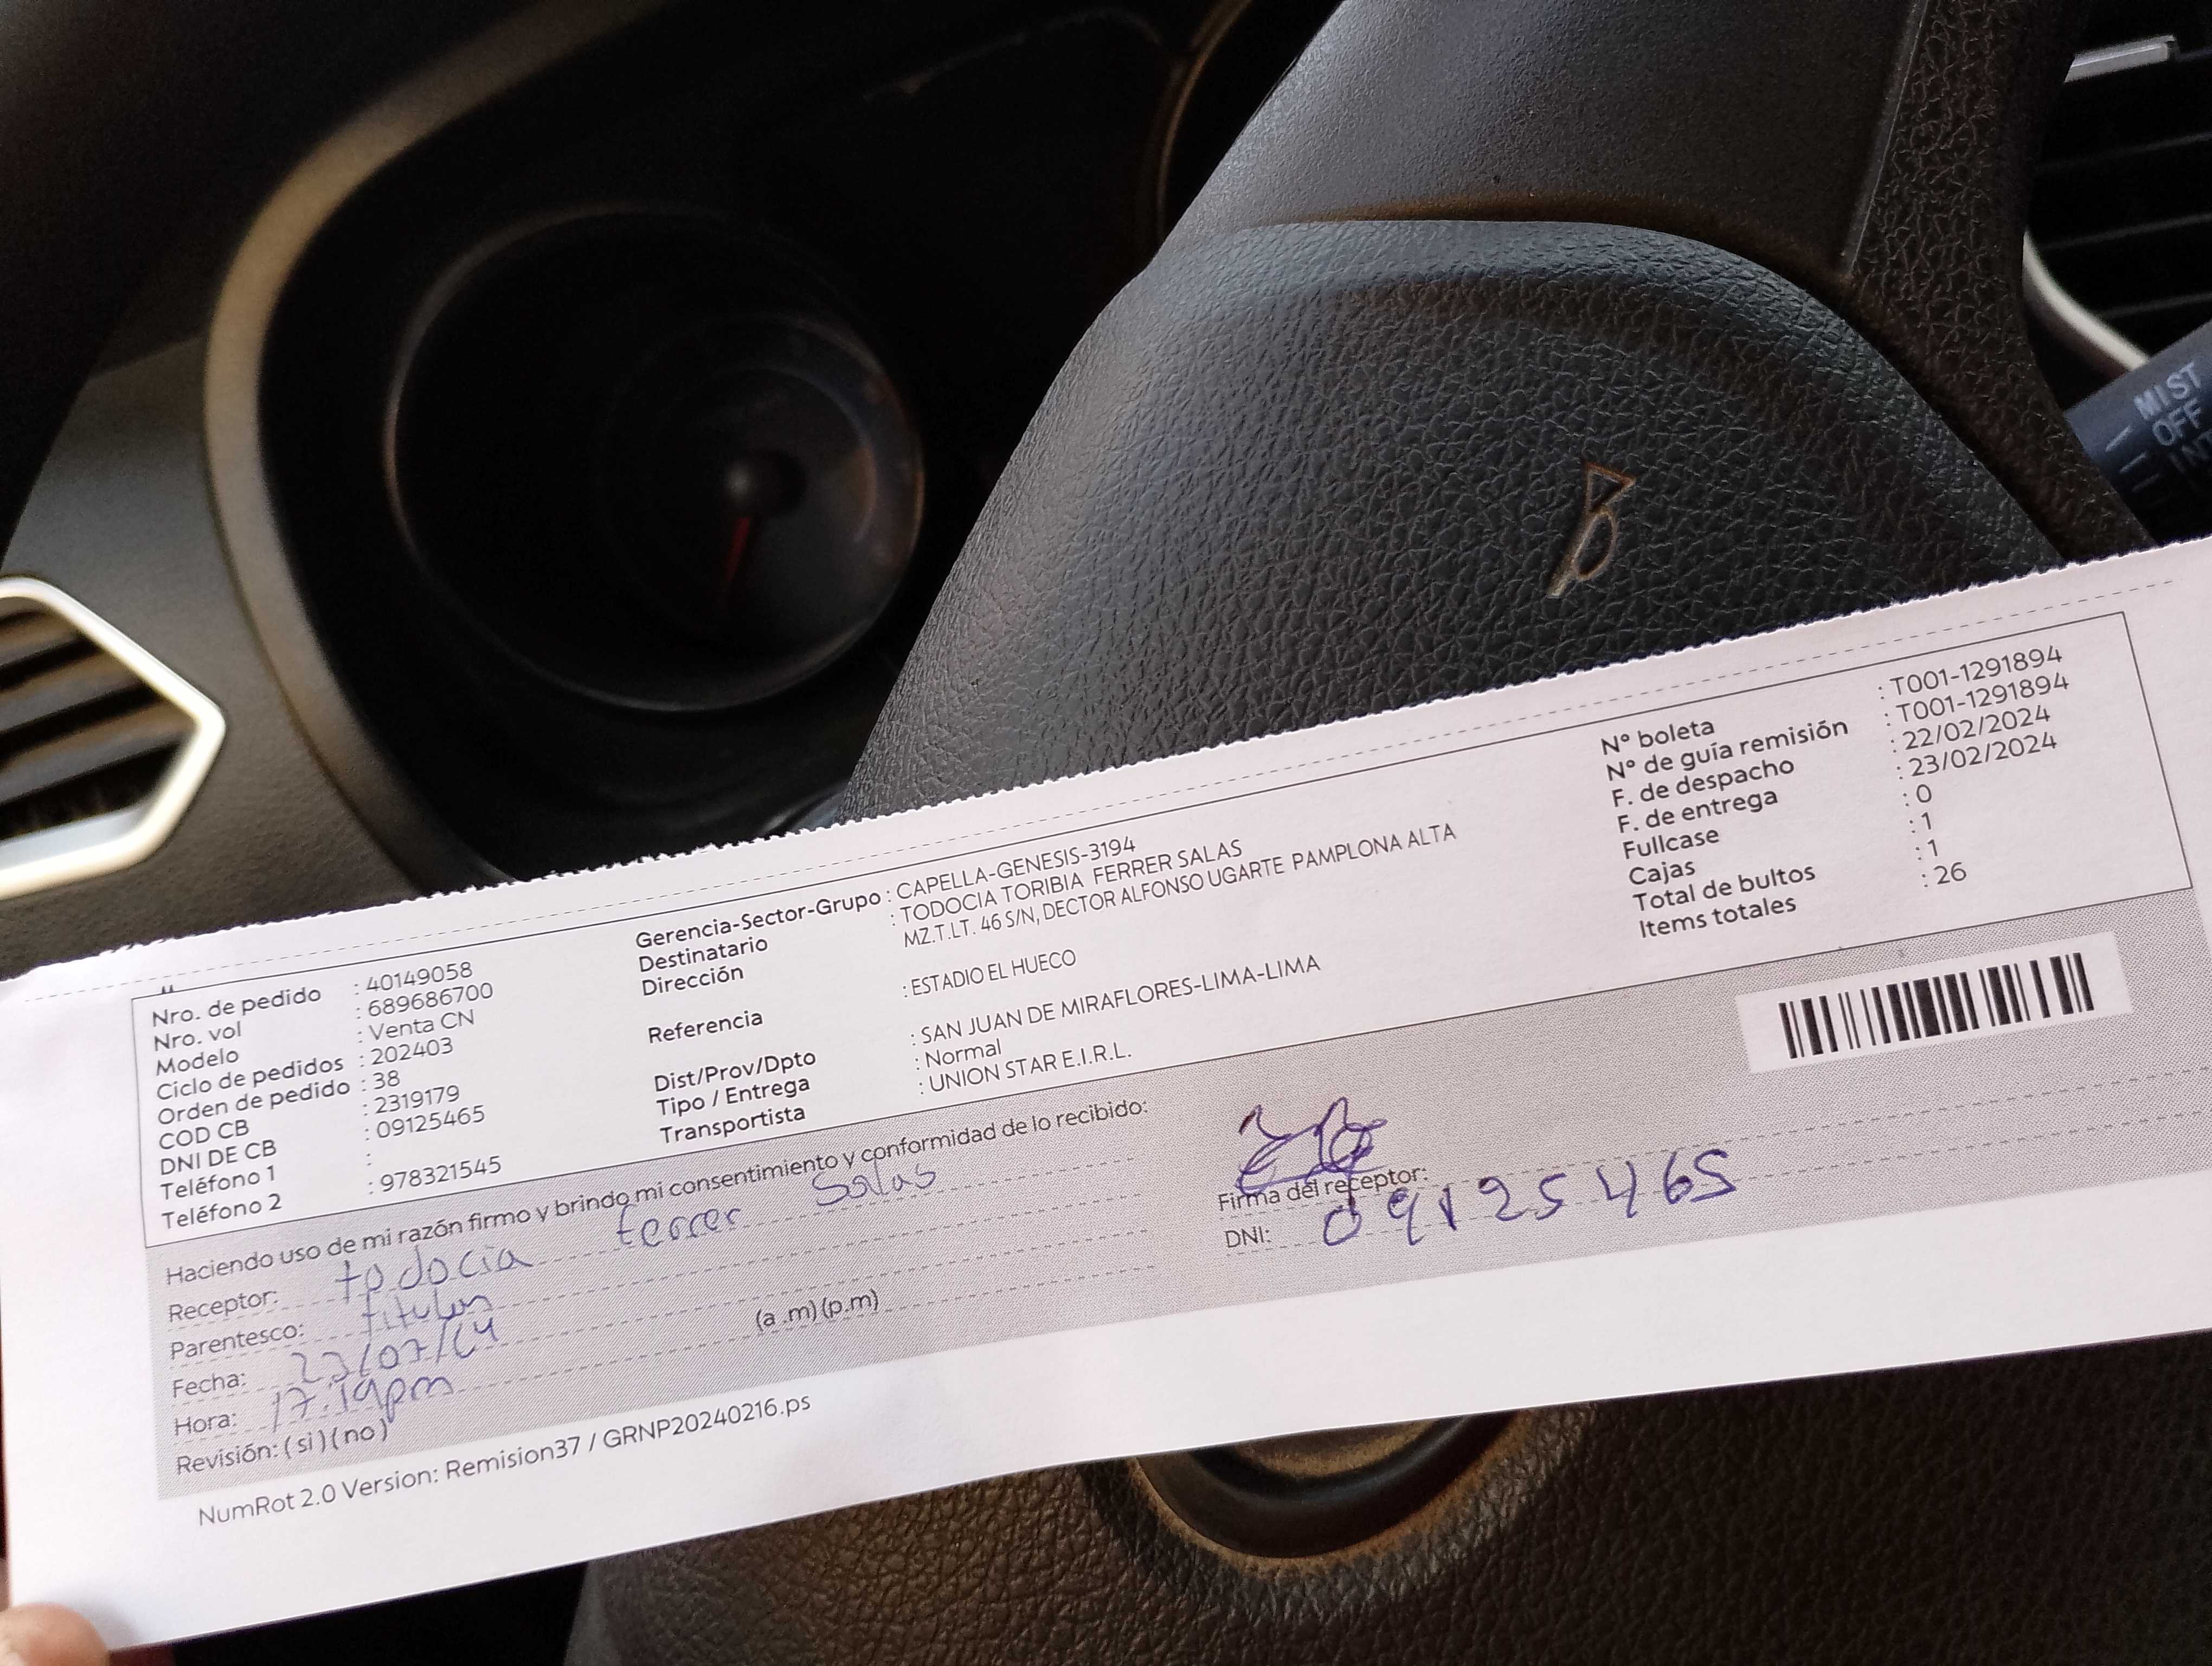 MIST
OFF
INT
Nro. de pedido : 40149058
Nro. vol : 689686700
Modelo : Venta CN
Ciclo de pedidos : 202403
Orden de pedido : 38
COD CB : 2319179
DNI DE CB : 09125465
Teléfono 1 :
Teléfono 2 : 978321545
Gerencia-Sector-Grupo : CAPELLA-GENESIS-3194
Destinatario : TODOCIA TORIBIA FERRER SALAS
Dirección MZ.T.LT. 46 S/N, DECTOR ALFONSO UGARTE PAMPLONA ALTA
Referencia : ESTADIO EL HUECO
Dist/Prov/Dpto : SAN JUAN DE MIRAFLORES-LIMA-LIMA
Tipo / Entrega : Normal
Transportista : UNION STAR E.I.R.L.
N° boleta : T001-1291894
N° de guía remisión : T001-1291894
F. de despacho : 22/02/2024
F. de entrega : 23/02/2024
Fullcase : 0
Cajas : 1
Total de bultos : 1
Items totales : 26
Haciendo uso de mi razón firmo y brindo mi consentimiento y conformidad de lo recibido:
Receptor: todocia ferrer Salas
Parentesco:
Fecha:
Hora: 17:19pm (a .m)(p.m)
Revisión: (si)(no)
Firma del receptor:
DNI: 09125465
NumRot 2.0 Version: Remision37 / GRNP20240216.ps